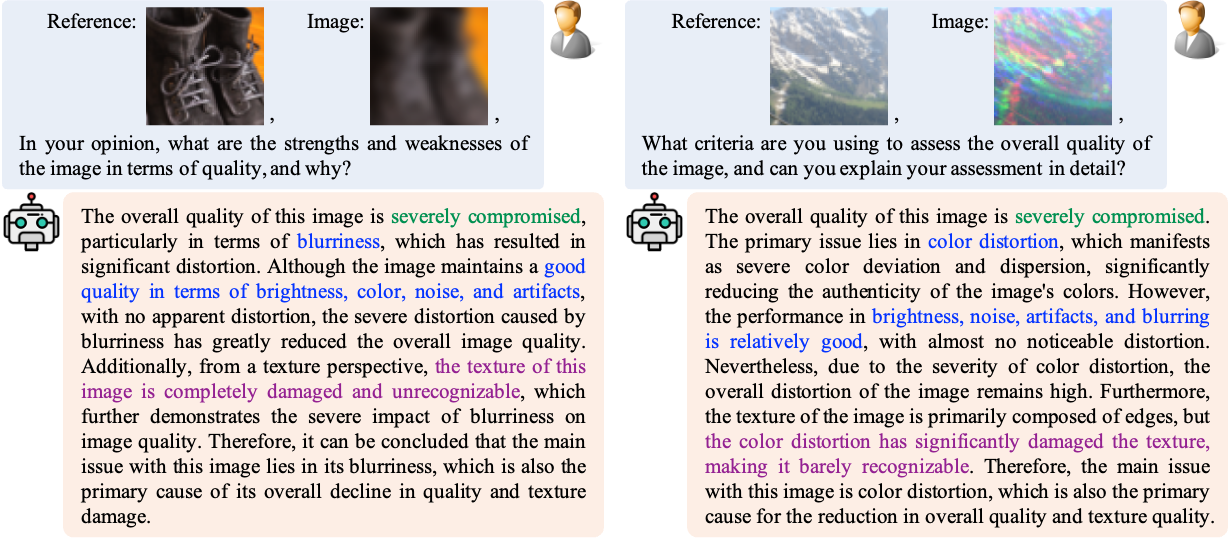 Reference:
,
Image:
,
In your opinion, what are the strengths and weaknesses of
the image in terms of quality, and why?
The overall quality of this image is severely compromised,
particularly in terms of blurriness, which has resulted in
significant distortion. Although the image maintains a good
quality in terms of brightness, color, noise, and artifacts,
with no apparent distortion, the severe distortion caused by
blurriness has greatly reduced the overall image quality.
Additionally, from a texture perspective, the texture of this
image is completely damaged and unrecognizable, which
further demonstrates the severe impact of blurriness on
image quality. Therefore, it can be concluded that the main
issue with this image lies in its blurriness, which is also the
primary cause of its overall decline in quality and texture
damage.
Reference:
,
Image:
,
What criteria are you using to assess the overall quality of
the image, and can you explain your assessment in detail?
The overall quality of this image is severely compromised.
The primary issue lies in color distortion, which manifests
as severe color deviation and dispersion, significantly
reducing the authenticity of the image's colors. However,
the performance in brightness, noise, artifacts, and blurring
is relatively good, with almost no noticeable distortion.
Nevertheless, due to the severity of color distortion, the
overall distortion of the image remains high. Furthermore,
the texture of the image is primarily composed of edges, but
the color distortion has significantly damaged the texture,
making it barely recognizable. Therefore, the main issue
with this image is color distortion, which is also the primary
cause for the reduction in overall quality and texture quality.